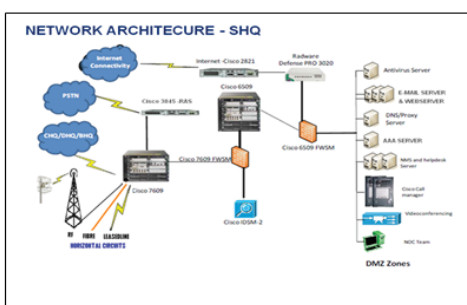 NETWORK ARCHITECURE - SHQ
Internet
Connectivity
Internet -Cisco 2821
Radware
Defense PRO 3020
PSTN
Cisco 3845 -RAS
Cisco 6509
CHQ/DHQ/BHQ
Cisco 7609
Cisco 7609 FWSM
Cisco 6509
FWSM
Cisco IDSM-2
RF
FIBRE
LEASEDLINE
HORIZONTAL CIRCUITS
Antivirus Server
E-MAIL SERVER
& WEBSERVER
DNS/Proxy
Server
AAA SERVER
NMS and helpdesk
Server
Cisco Call
manager
Videoconferencing
NOC Team
DMZ Zones